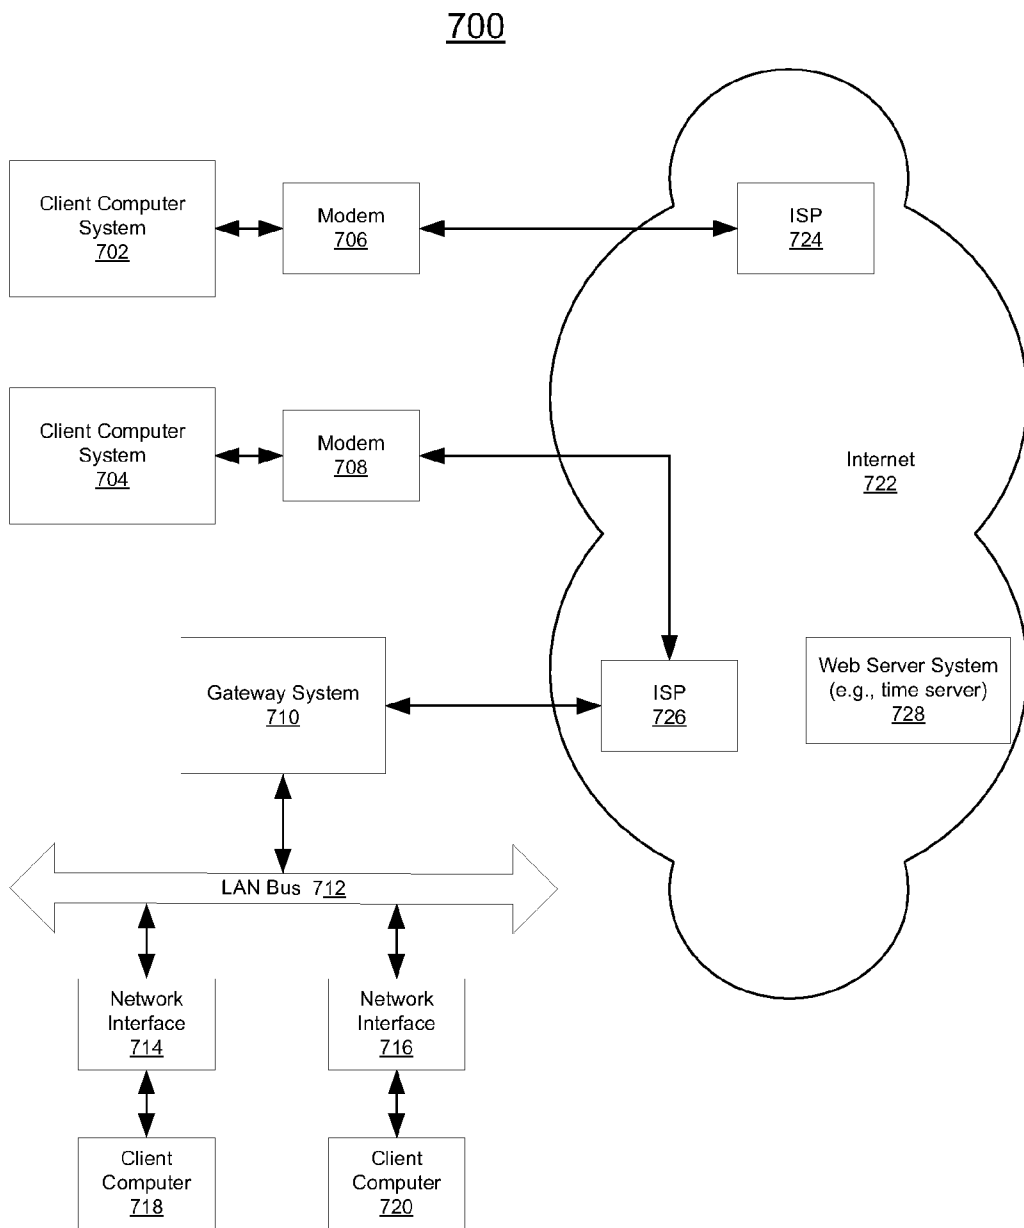 700
Client Computer
System
702
Modem
706
ISP
724
Client Computer
System
704
Modem
708
Internet
722
Gateway System
710
ISP
726
Web Server System
(e.g., time server)
728
LAN Bus 712
Network
Interface
714
Network
Interface
716
Client
Computer
718
Client
Computer
720